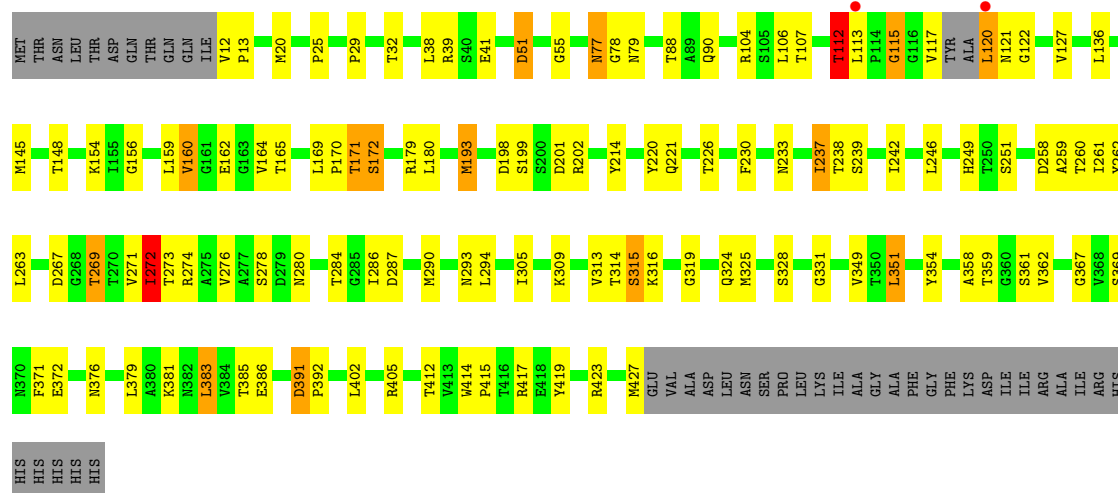 MET THR ASN LEU THR ASP GLN THR GLN GLN ILE V12 P13 M20 P25 P29 T32 L38 R39 S40 E41 D51 G55 N77 G78 N79 T88 A89 Q90 R104 S105 L106 T107 T112 L113 P114 G115 G116 V117 TYR ALA L120 N121 G122 V127 L136
M145 T148 K154 I155 G156 L159 V160 G161 E162 G163 V164 T165 L169 P170 T171 S172 R179 L180 M193 D198 S199 S200 D201 R202 Y214 Y220 Q221 T226 F230 N233 I237 T238 S239 I242 L246 H249 T250 S251 D258 A259 T260 I261
L263 D267 G268 T269 T270 V271 I272 T273 R274 A275 V276 A277 S278 D279 N280 T284 G285 I286 D287 M290 N293 L294 I305 K309 V313 T314 S315 K316 G319 Q324 M325 S328 G331 V349 T350 L351 Y354 A358 T359 G360 S361 V362 G367 V368 S369
N370 F371 E372 N376 L379 A380 K381 N382 L383 V384 T385 E386 D391 P392 L402 R405 T412 V413 W414 P415 T416 R417 E418 Y419 R423 M427 GLU VAL ALA ASP LEU ASN SER PRO LEU LYS ILE ALA GLY ALA PHE GLY PHE LYS ASP ILE ILE ARG ALA ILE ARG HIS
HIS HIS HIS HIS HIS